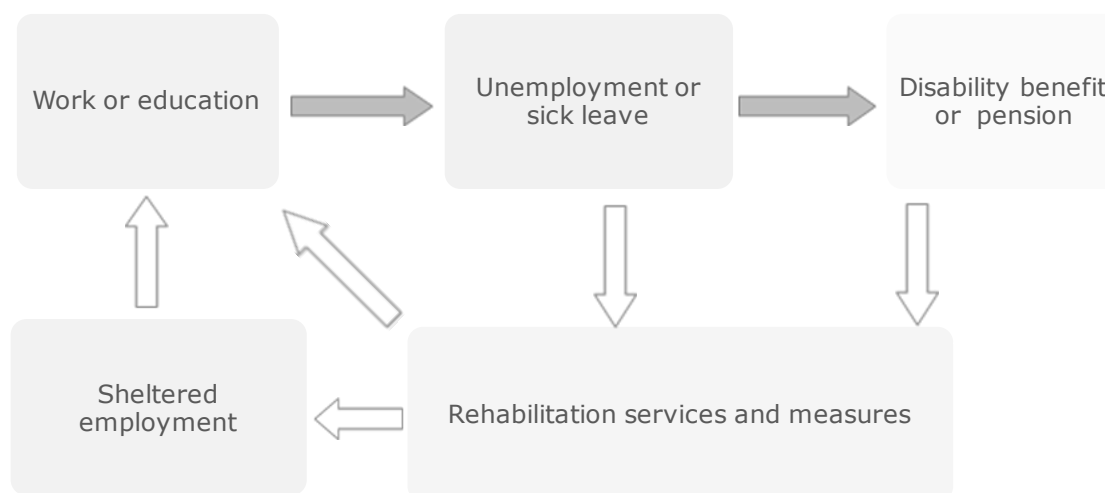 Work or education
Unemployment or
sick leave
Disability benefit
or pension
Sheltered
employment
Rehabilitation services and measures